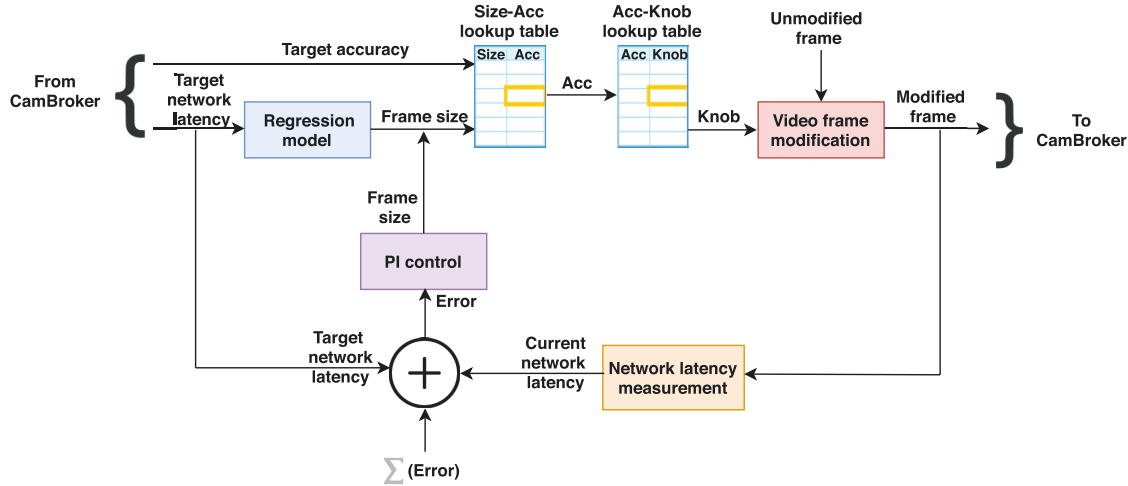 Size-Acc
lookup table
Acc-Knob
lookup table
Unmodified
frame
Target accuracy
Size Acc
Acc Knob
From
CamBroker
Target
network
latency
Regression
model
Frame size
Acc
Knob
Video frame
modification
Modified
frame
To
CamBroker
Frame
size
PI control
Error
Target
network
latency
+
Current
network
latency
Network latency
measurement
∑ (Error)